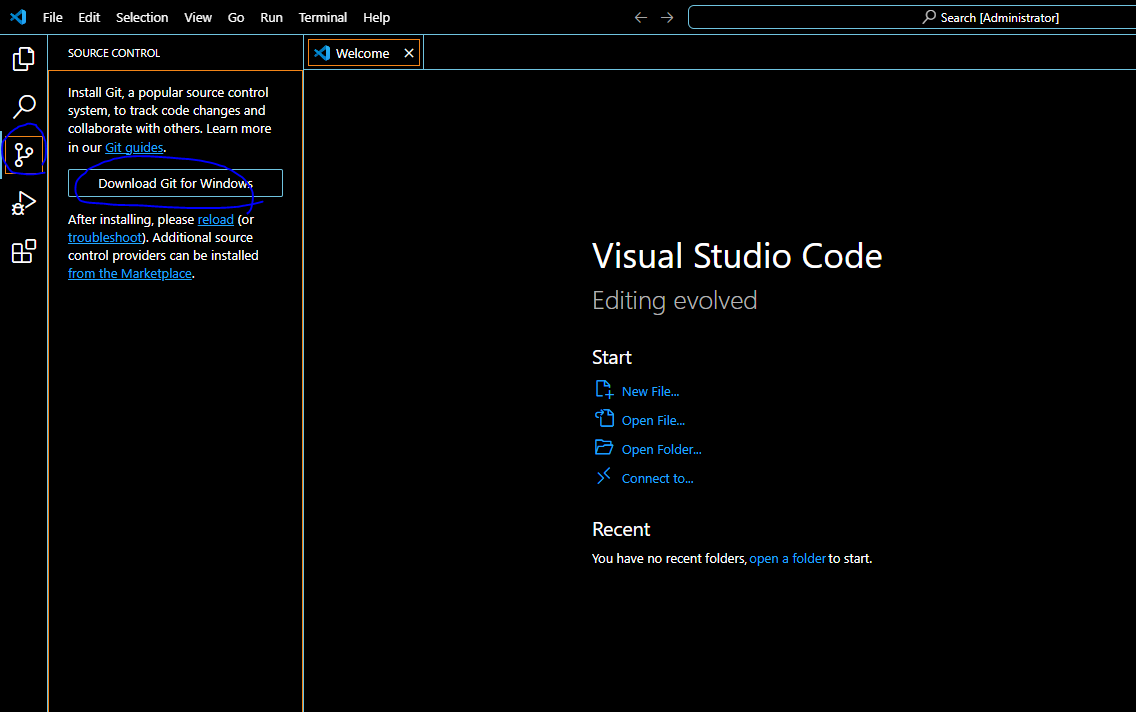 File Edit Selection View Go Run Terminal Help
Search [Administrator]
SOURCE CONTROL
Welcome
Install Git, a popular source control
system, to track code changes and
collaborate with others. Learn more
in our Git guides.
Download Git for Windows
After installing, please reload (or
troubleshoot). Additional source
control providers can be installed
from the Marketplace.
Visual Studio Code
Editing evolved
Start
New File...
Open File...
Open Folder...
Connect to...
Recent
You have no recent folders, open a folder to start.